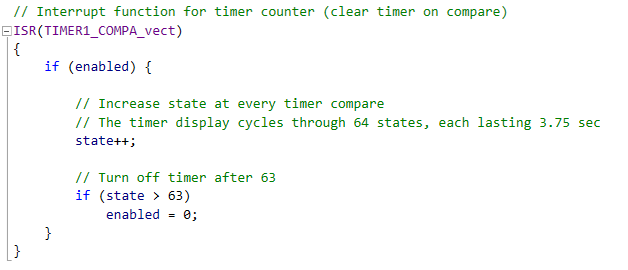 // Interrupt function for timer counter (clear timer on compare)
ISR(TIMER1_COMPA_vect)
{
    if (enabled) {

        // Increase state at every timer compare
        // The timer display cycles through 64 states, each lasting 3.75 sec
        state++;

        // Turn off timer after 63
        if (state > 63)
            enabled = 0;
    }
}